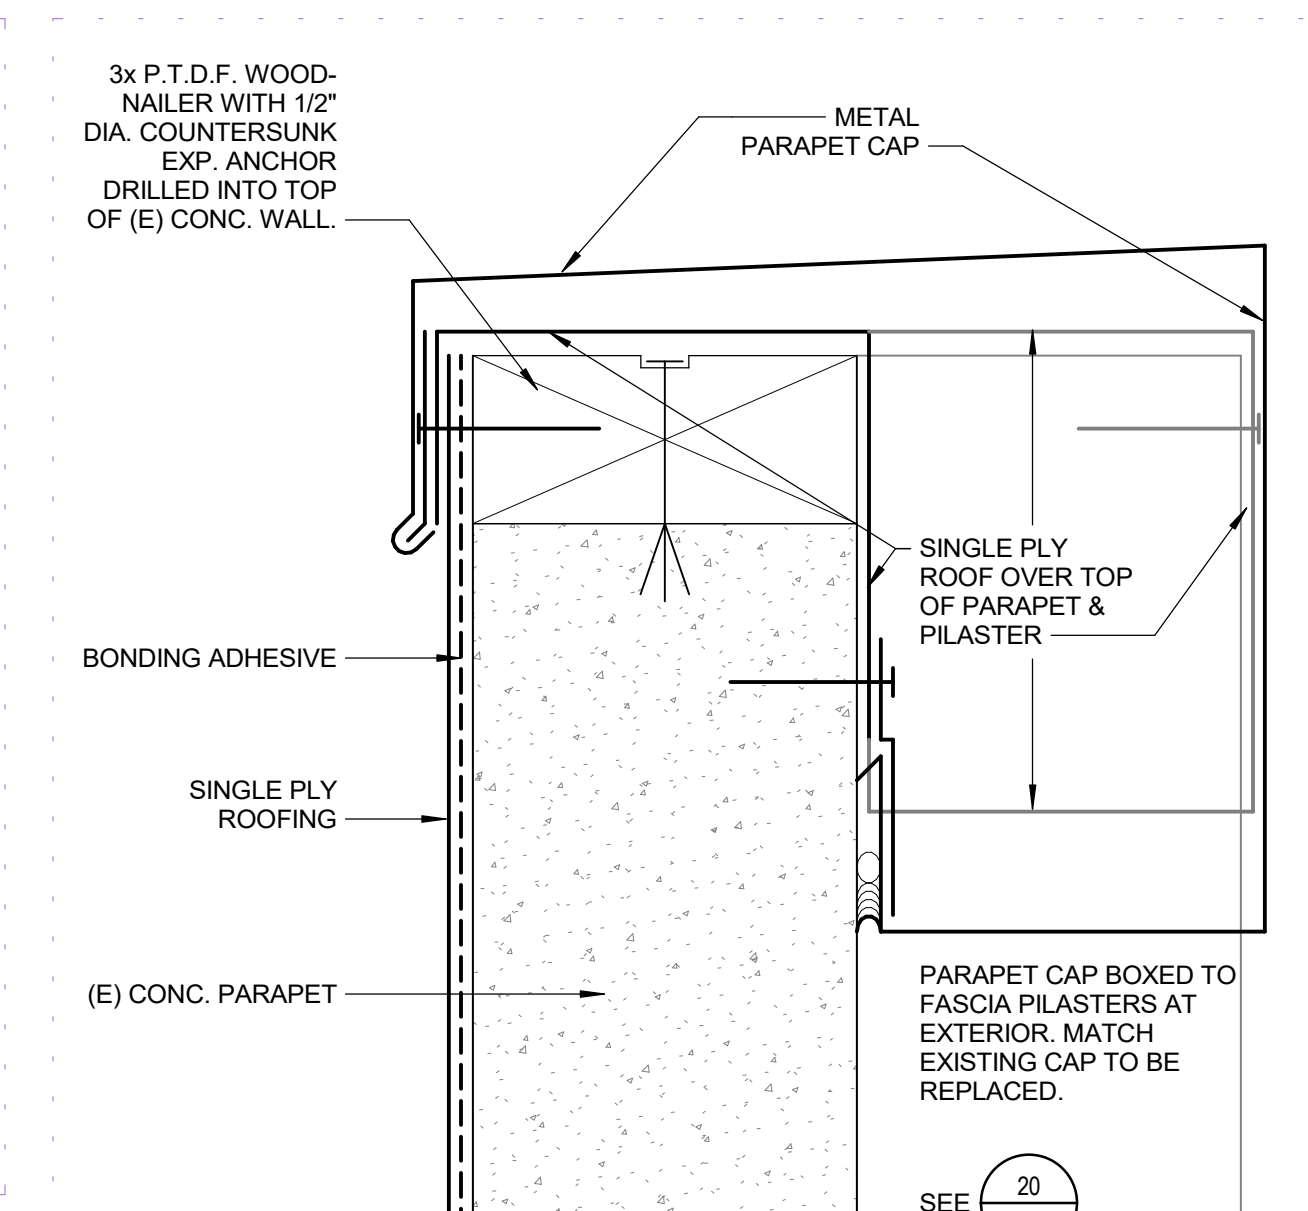 3x P.T.D.F. WOOD-
NAILER WITH 1/2"
DIA. COUNTERSUNK
EXP. ANCHOR
DRILLED INTO TOP
OF (E) CONC. WALL.
METAL
PARAPET CAP
SINGLE PLY
ROOF OVER TOP
OF PARAPET &
PILASTER
BONDING ADHESIVE
SINGLE PLY
ROOFING
(E) CONC. PARAPET
PARAPET CAP BOXED TO
FASCIA PILASTERS AT
EXTERIOR. MATCH
EXISTING CAP TO BE
REPLACED.
SEE
20